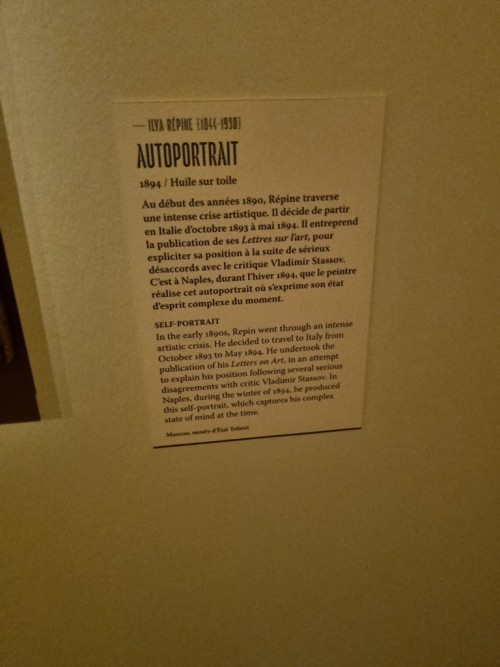 — ILYA RÉPINE (1844-1930)
AUTOPORTRAIT
1894 / Huile sur toile
Au début des années 1890, Répine traverse
une intense crise artistique. Il décide de partir
en Italie d'octobre 1893 à mai 1894. Il entreprend
la publication de ses Lettres sur l'art, pour
expliciter sa position à la suite de sérieux
désaccords avec le critique Vladimir Stassov.
C'est à Naples, durant l'hiver 1894, que le peintre
réalise cet autoportrait où s'exprime son état
d'esprit complexe du moment.
SELF-PORTRAIT
In the early 1890s, Repin went through an intense
artistic crisis. He decided to travel to Italy from
October 1893 to May 1894. He undertook the
publication of his Letters on Art, in an attempt
to explain his position following several serious
disagreements with critic Vladimir Stassov. In
Naples, during the winter of 1894, he produced
this self-portrait, which captures his complex
state of mind at the time.
Moscou, musée d'État Tolstoï